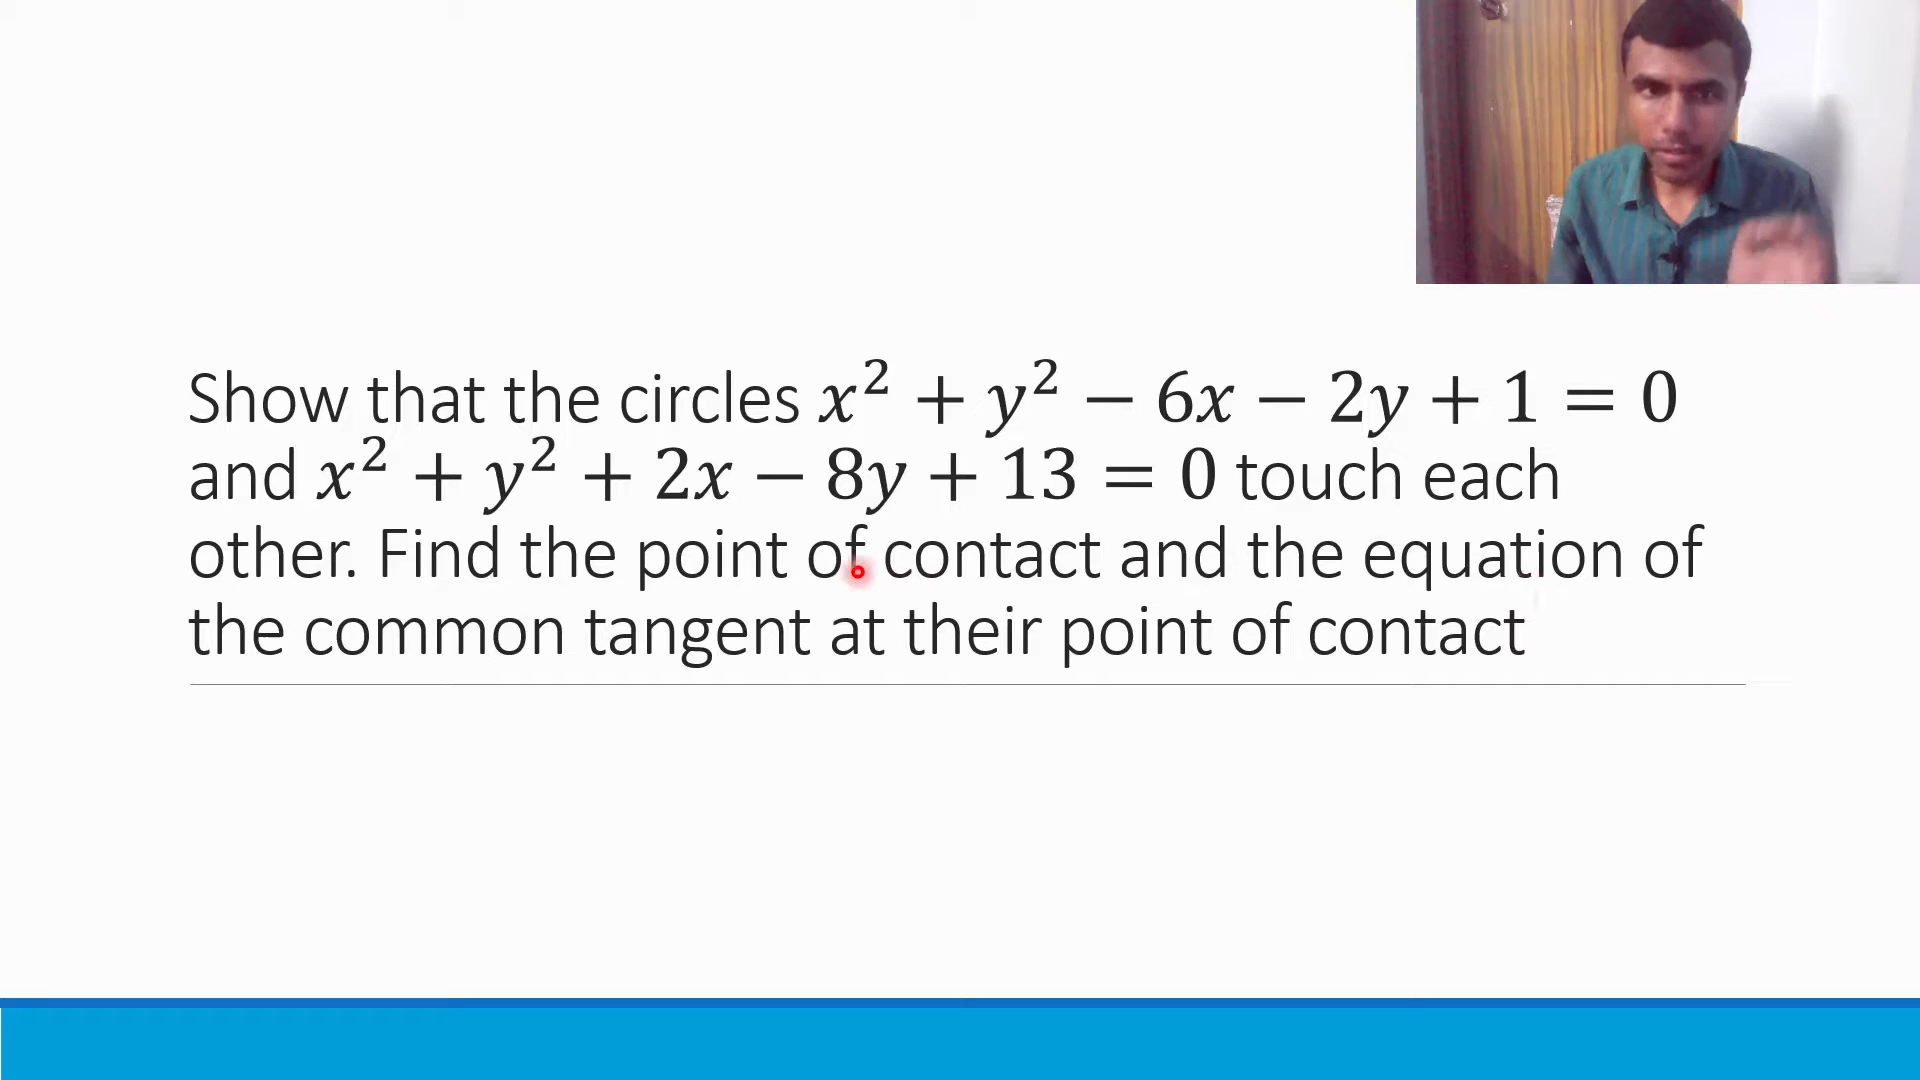 Show that the circles x² + y² − 6x − 2y + 1 = 0
and x² + y² + 2x − 8y + 13 = 0 touch each
other. Find the point of contact and the equation of
the common tangent at their point of contact